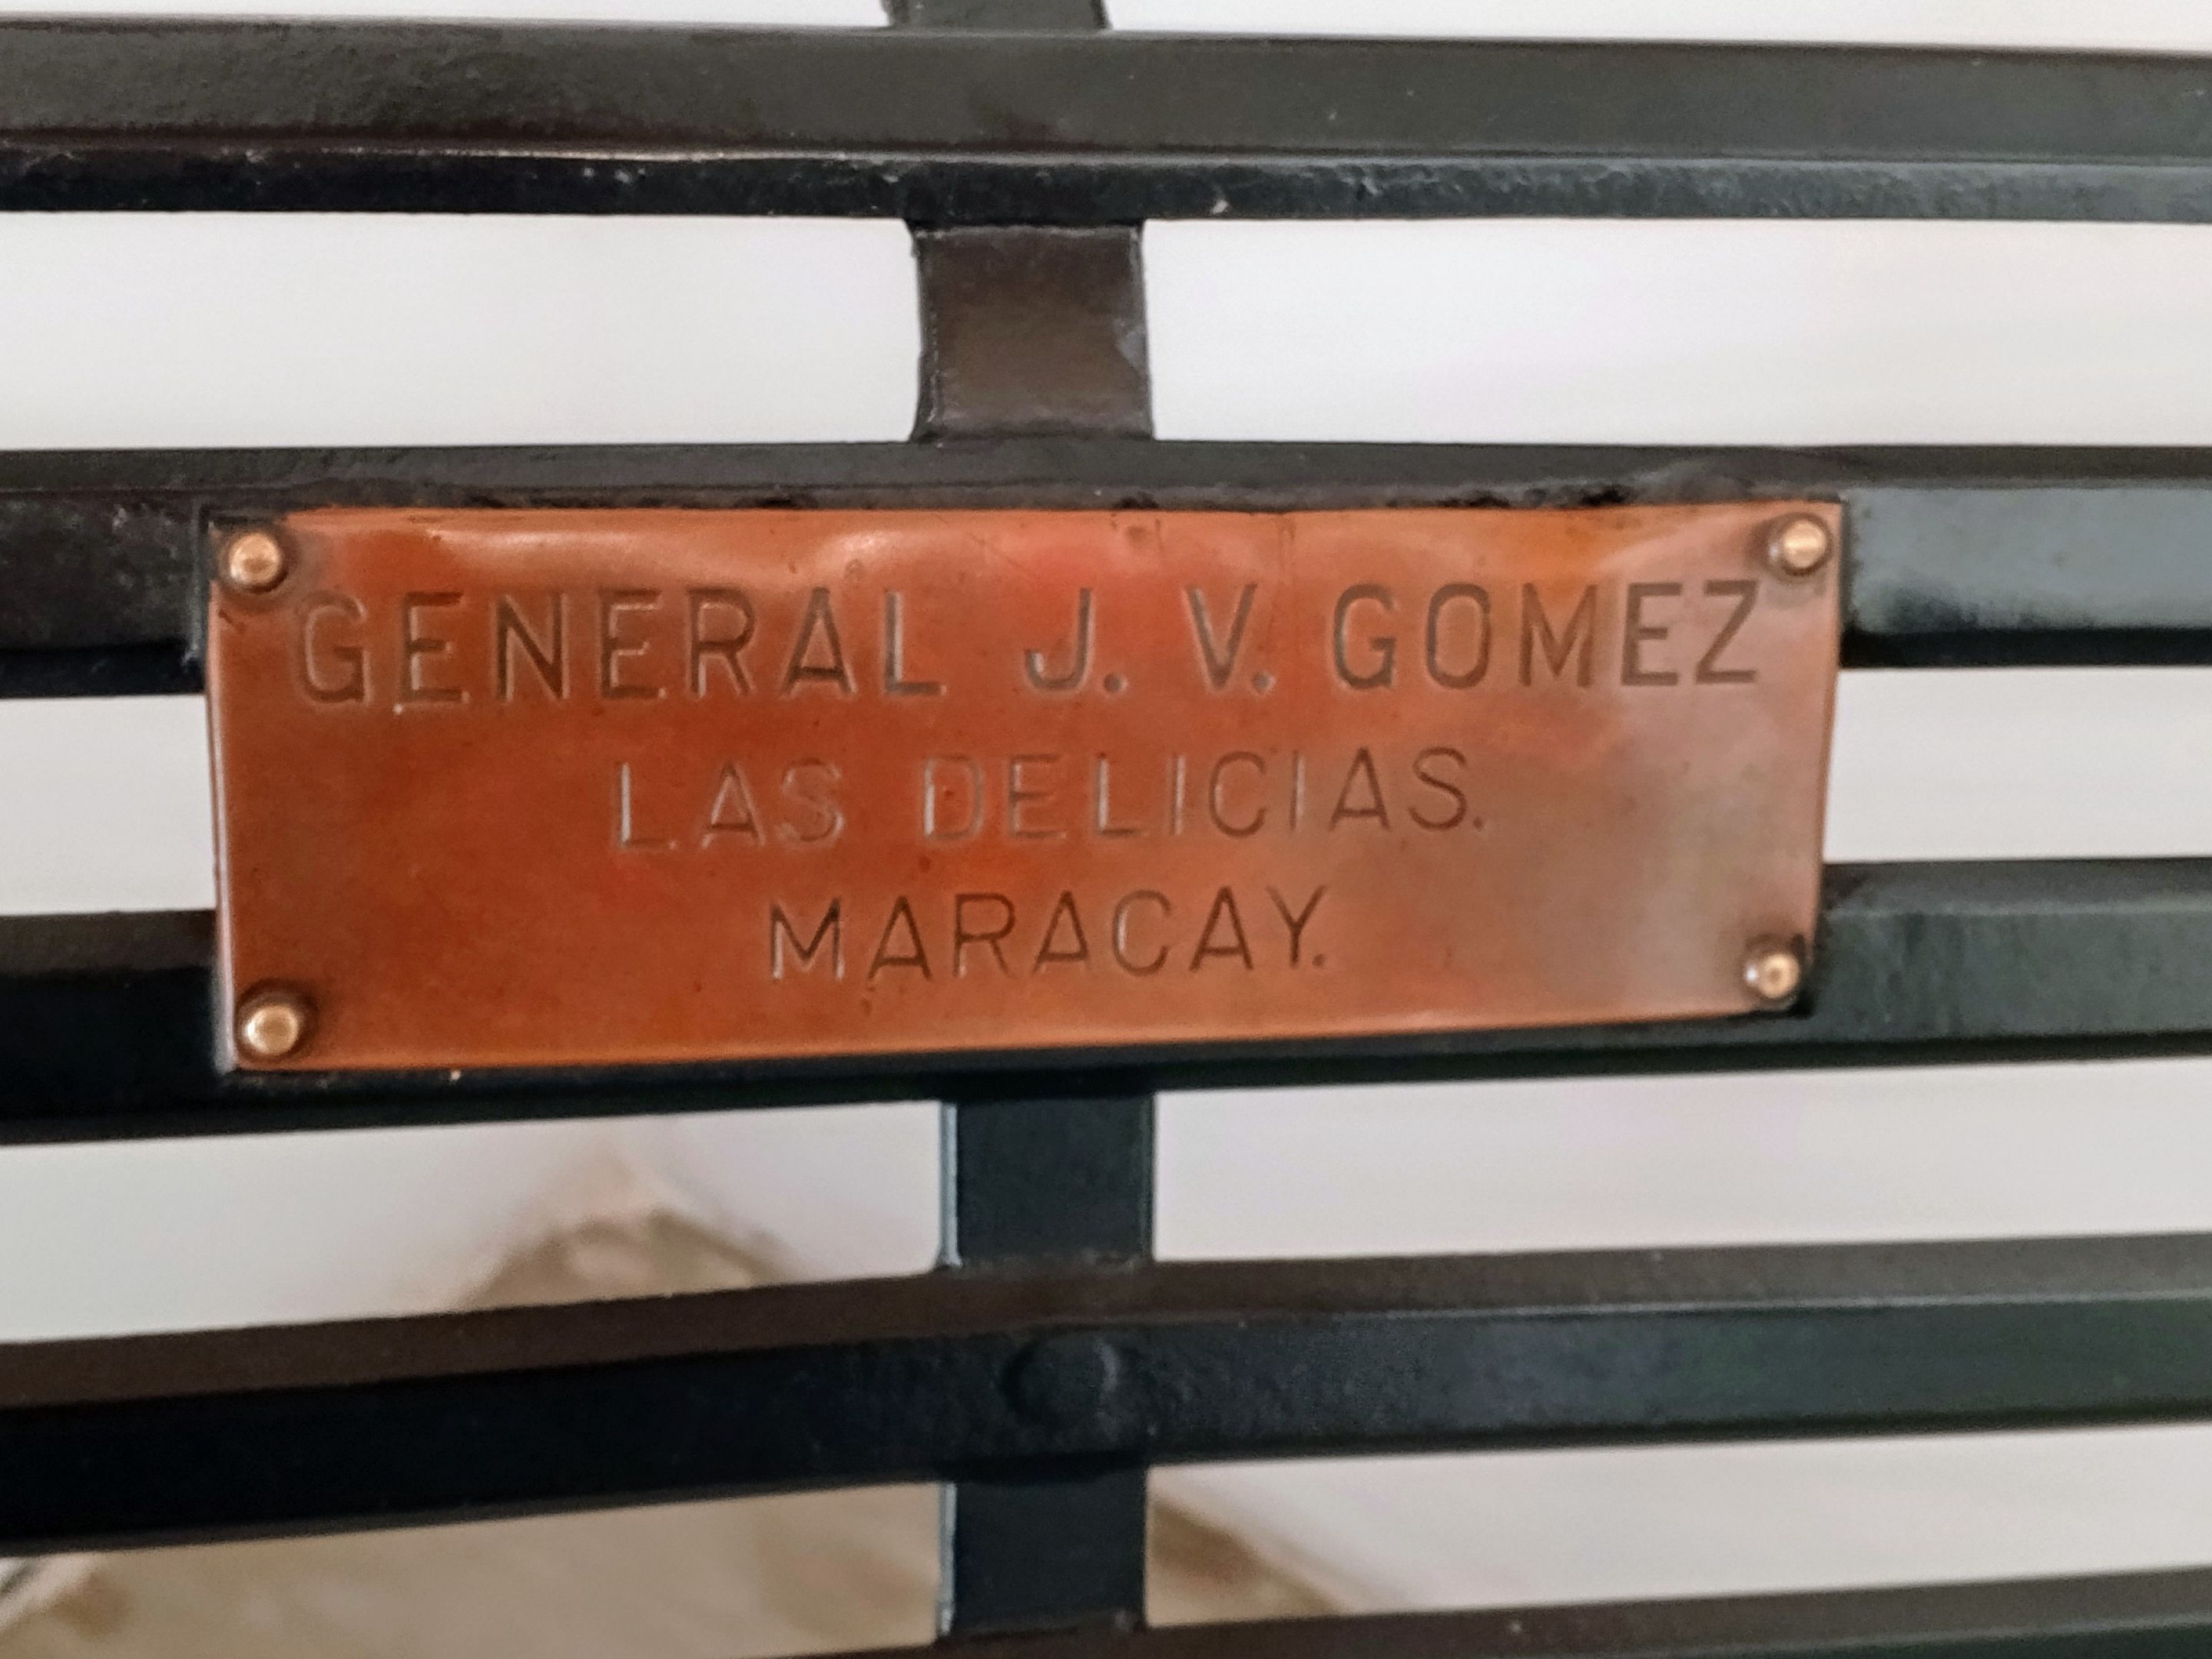 GENERAL J. V. GOMEZ
LAS DELICIAS.
MARACAY.